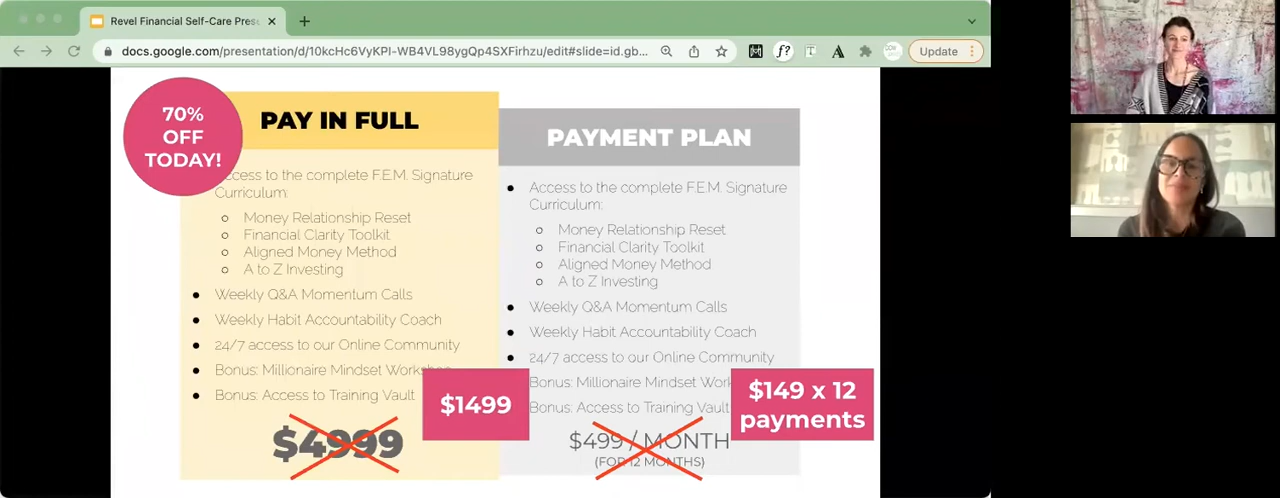 Revel Financial Self-Care Pres
docs.google.com/presentation/d/10kcHc6VyKPI-WB4VL98ygQp4SXFirhzu/edit#slide=id.gb...
Update
70%
OFF
TODAY!
PAY IN FULL
ccess to the complete F.E.M. Signature
Curriculum:
Money Relationship Reset
Financial Clarity Toolkit
Aligned Money Method
A to Z Investing
Weekly Q&A Momentum Calls
Weekly Habit Accountability Coach
24/7 access to our Online Community
Bonus: Millionaire Mindset Workshop
Bonus: Access to Training Vault
$4999
$1499
PAYMENT PLAN
Access to the complete F.E.M. Signature
Curriculum:
Money Relationship Reset
Financial Clarity Toolkit
Aligned Money Method
A to Z Investing
Weekly Q&A Momentum Calls
Weekly Habit Accountability Coach
24/7 access to our Online Community
Bonus: Millionaire Mindset Work
Bonus: Access to Training Vault
$499 / MONTH
(FOR 12 MONTHS)
$149 x 12
payments